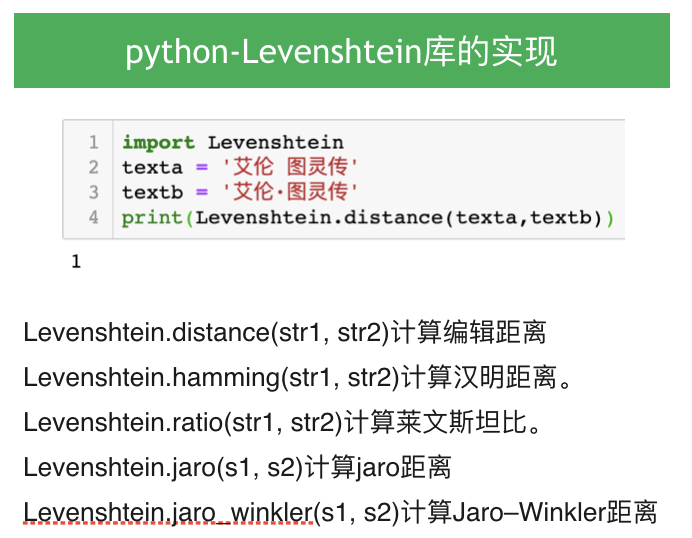 python-Levenshtein库的实现
1 import Levenshtein
2 texta = '艾伦 图灵传'
3 textb = '艾伦·图灵传'
4 print(Levenshtein.distance(texta,textb))
1
Levenshtein.distance(str1, str2)计算编辑距离
Levenshtein.hamming(str1, str2)计算汉明距离。
Levenshtein.ratio(str1, str2)计算莱文斯坦比。
Levenshtein.jaro(s1, s2)计算jaro距离
Levenshtein.jaro_winkler(s1, s2)计算Jaro–Winkler距离